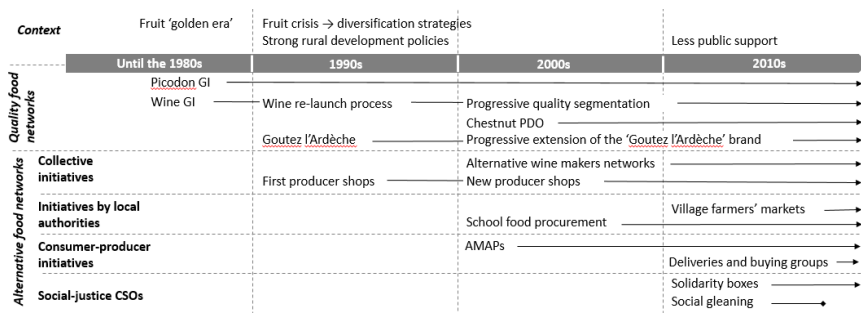 Context
Fruit ‘golden era’
Fruit crisis → diversification strategies
Strong rural development policies
Less public support
Until the 1980s
1990s
2000s
2010s
Quality food networks
Picodon GI
Wine GI
Wine re-launch process
Progressive quality segmentation
Chestnut PDO
Goutez l’Ardèche
Progressive extension of the ‘Goutez l’Ardèche’ brand
Alternative food networks
Collective
initiatives
Alternative wine makers networks
First producer shops
New producer shops
Initiatives by local
authorities
Village farmers’ markets
School food procurement
Consumer-producer
initiatives
AMAPs
Deliveries and buying groups
Social-justice CSOs
Solidarity boxes
Social gleaning